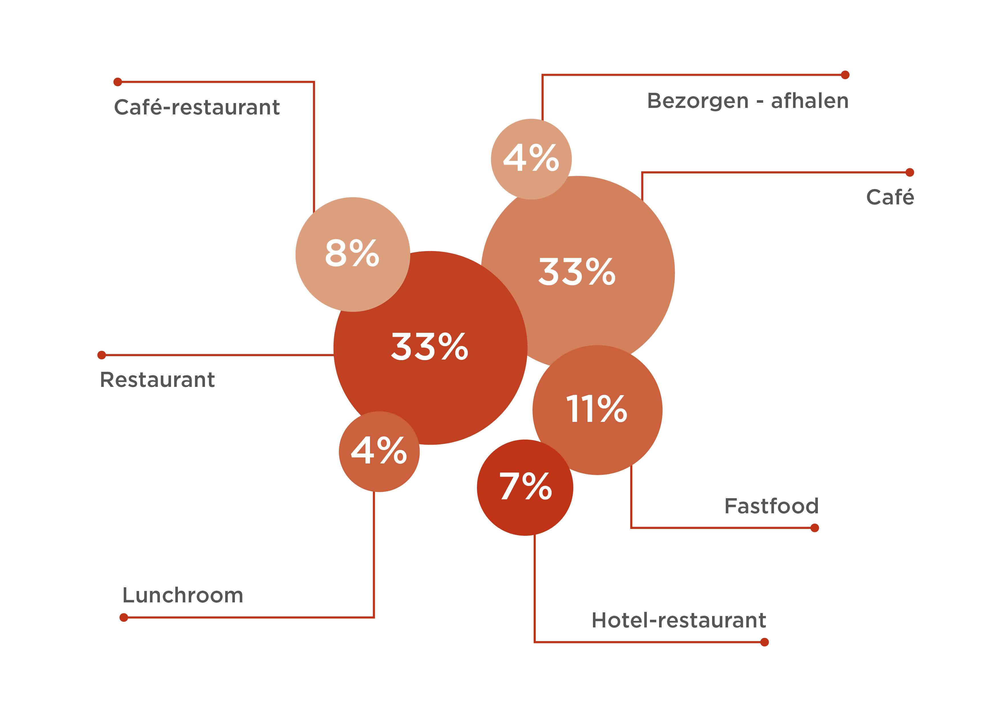 Café-restaurant
Bezorgen - afhalen
4%
Café
8%
33%
33%
Restaurant
11%
4%
7%
Fastfood
Lunchroom
Hotel-restaurant